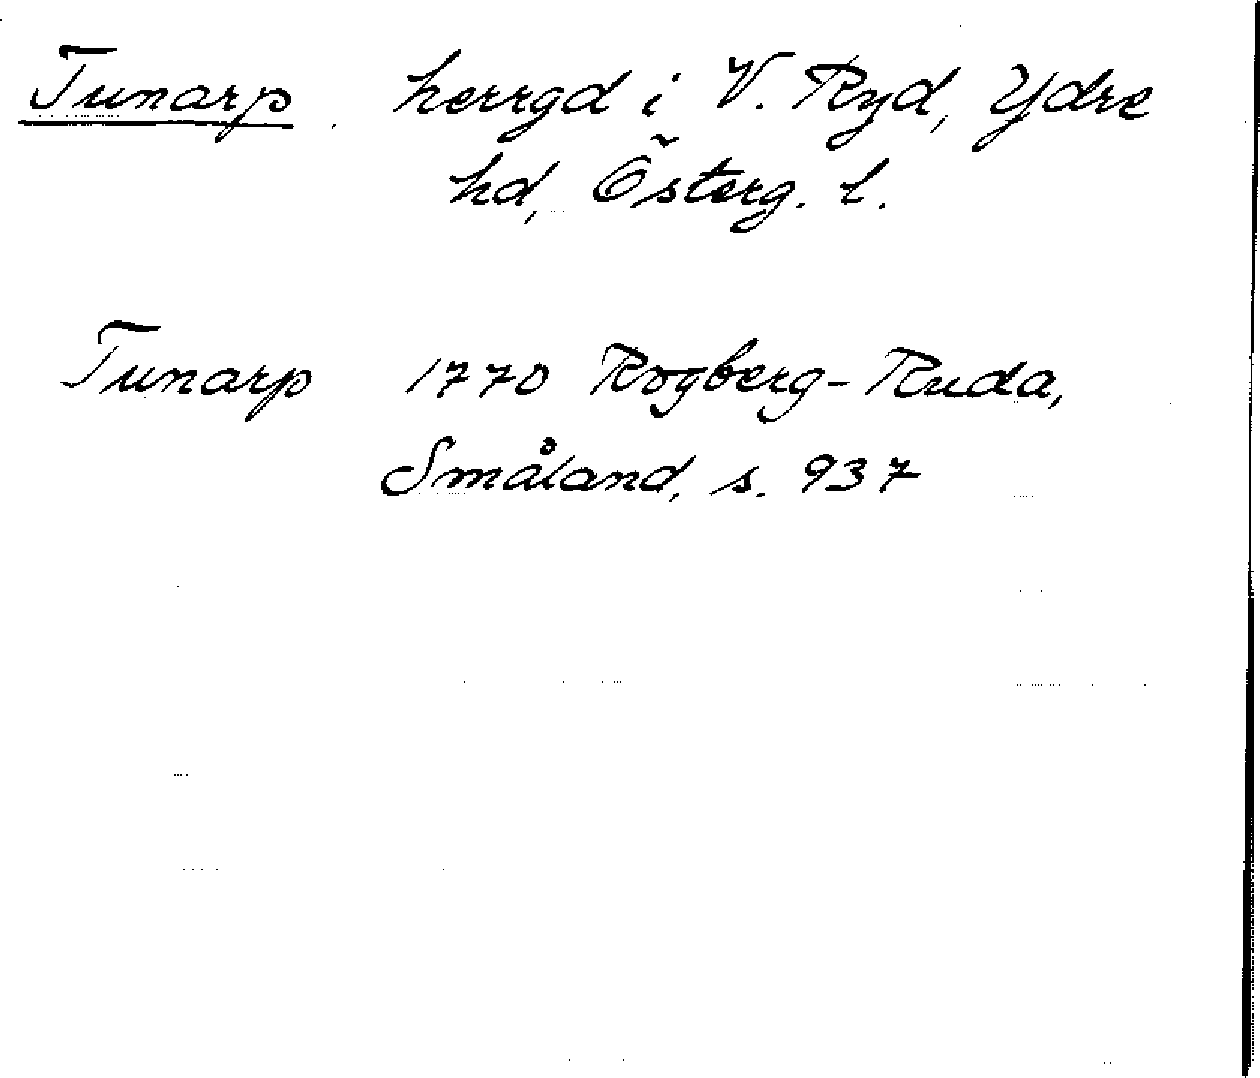 Tunarp. herrgd i V. Ryd, Ydre
hd, Österg. l.
Tunarp 1770 Rogberg-Ruda,
Småland, s. 937